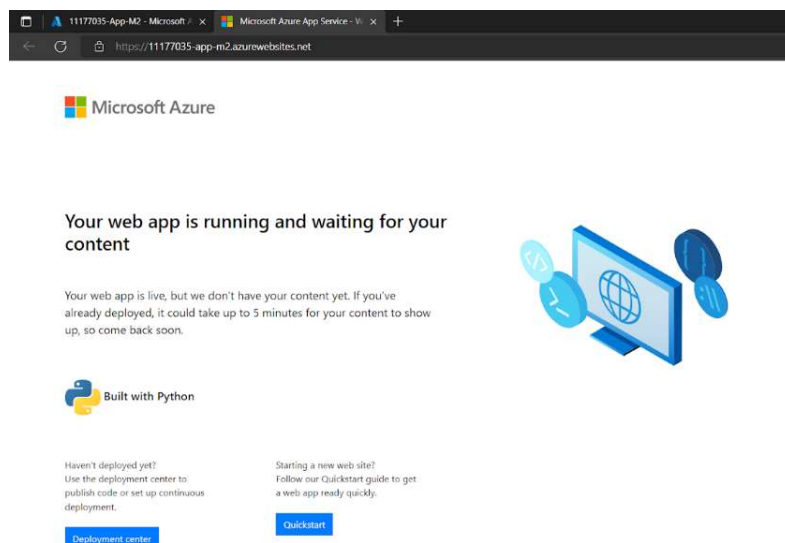 11177035-App-M2 - Microsoft A
Microsoft Azure App Service - W
https://11177035-app-m2.azurewebsites.net
Microsoft Azure
Your web app is running and waiting for your
content
Your web app is live, but we don't have your content yet. If you've
already deployed, it could take up to 5 minutes for your content to show
up, so come back soon.
Built with Python
Haven't deployed yet?
Use the deployment center to
publish code or set up continuous
deployment.
Deployment center
Starting a new web site?
Follow our Quickstart guide to get
a web app ready quickly.
Quickstart